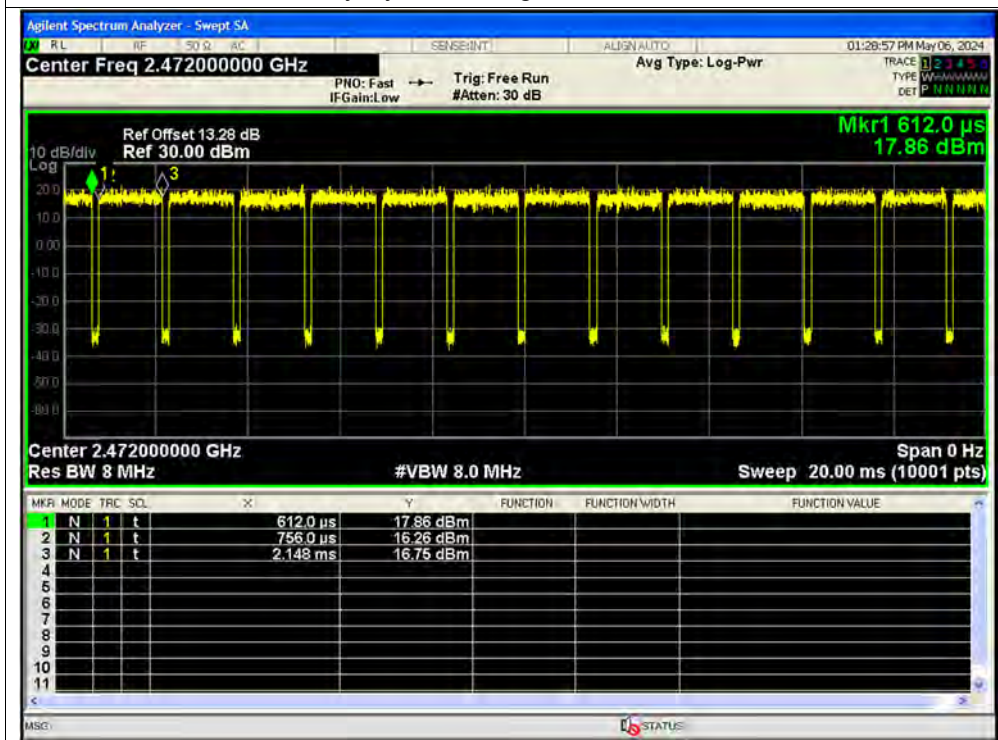 Agilent Spectrum Analyzer - Swept SA
RL RF 50 Ω AC SENSE:INT ALIGN AUTO 01:28:57 PM May 06, 2024
Center Freq 2.472000000 GHz Avg Type: Log-Pwr TRACE 1 2 3 4 5 6
PNO: Fast Trig: Free Run TYPE W
IFGain:Low #Atten: 30 dB DET P N N N N N
Mkr1 612.0 µs
Ref Offset 13.28 dB
10 dB/div Ref 30.00 dBm 17.86 dBm
Log
1 3
20.0
10.0
0.00
-10.0
-20.0
-30.0
-40.0
-50.0
-60.0
Center 2.472000000 GHz Span 0 Hz
Res BW 8 MHz #VBW 8.0 MHz Sweep 20.00 ms (10001 pts)
MKR MODE TRC SCL X Y FUNCTION FUNCTION WIDTH FUNCTION VALUE
1 N 1 t 612.0 µs 17.86 dBm
2 N 1 t 756.0 µs 16.26 dBm
3 N 1 t 2.148 ms 16.75 dBm
4
5
6
7
8
9
10
11
MSG STATUS